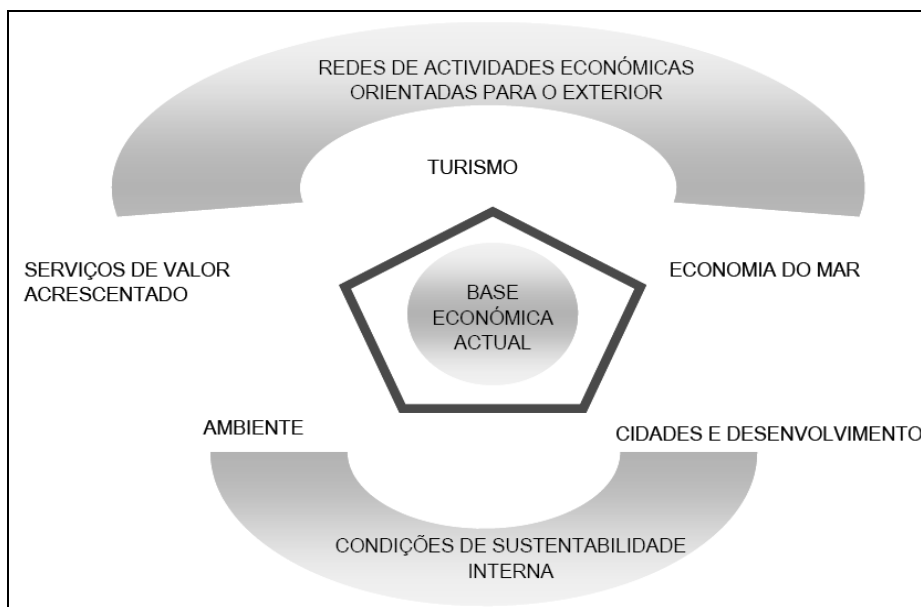 REDES DE ACTIVIDADES ECONÓMICAS
ORIENTADAS PARA O EXTERIOR
TURISMO
SERVIÇOS DE VALOR
ACRESCENTADO
ECONOMIA DO MAR
BASE
ECONÓMICA
ACTUAL
AMBIENTE
CIDADES E DESENVOLVIMENTO
CONDIÇÕES DE SUSTENTABILIDADE
INTERNA